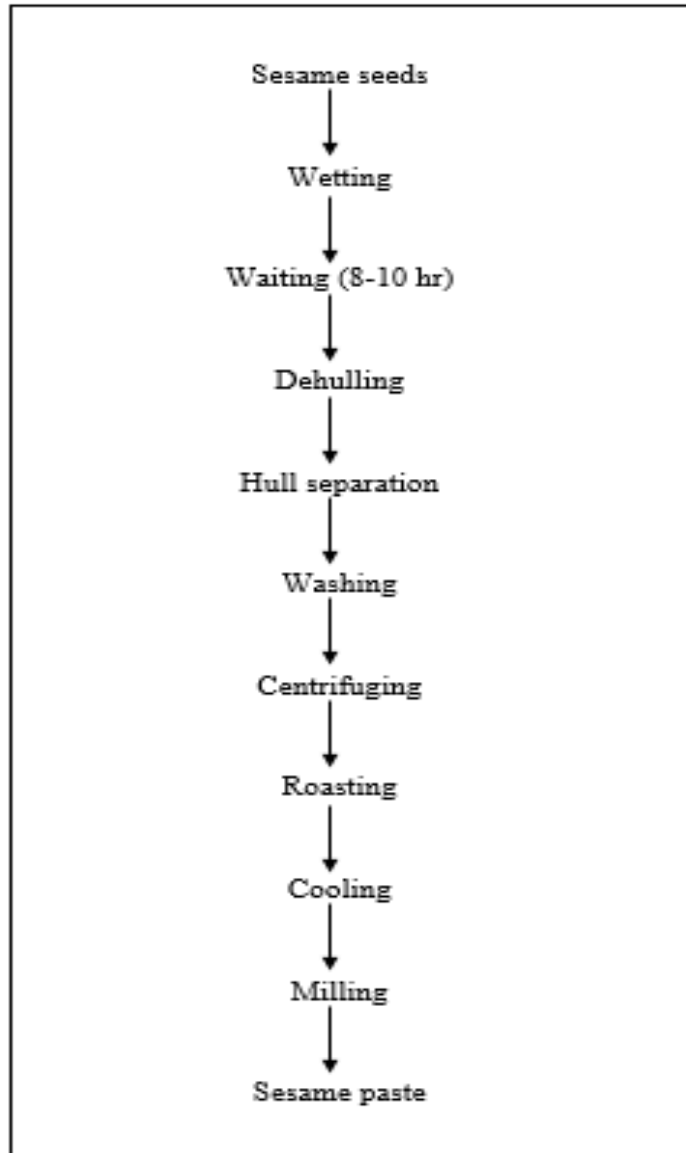 Sesame seeds
Wetting
Waiting (8-10 hr)
Dehulling
Hull separation
Washing
Centrifuging
Roasting
Cooling
Milling
Sesame paste